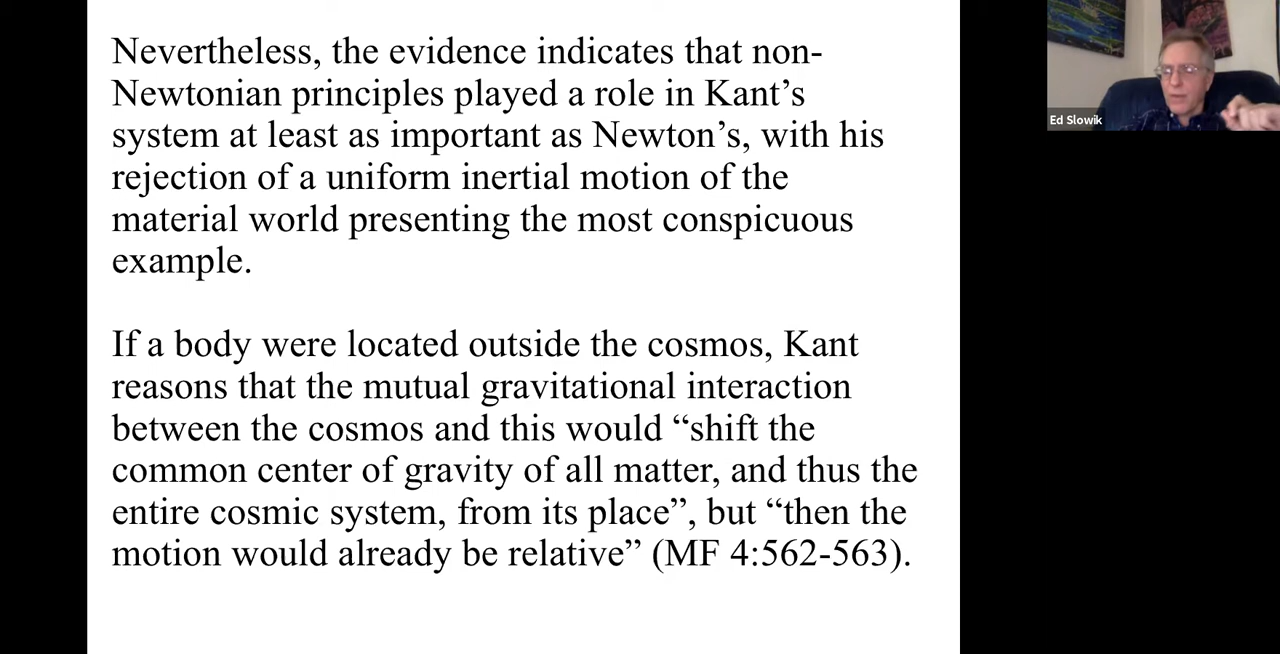 Nevertheless, the evidence indicates that non-
Newtonian principles played a role in Kant's
system at least as important as Newton's, with his
rejection of a uniform inertial motion of the
material world presenting the most conspicuous
example.
If a body were located outside the cosmos, Kant
reasons that the mutual gravitational interaction
between the cosmos and this would “shift the
common center of gravity of all matter, and thus the
entire cosmic system, from its place”, but “then the
motion would already be relative” (MF 4:562-563).
Ed Slowik